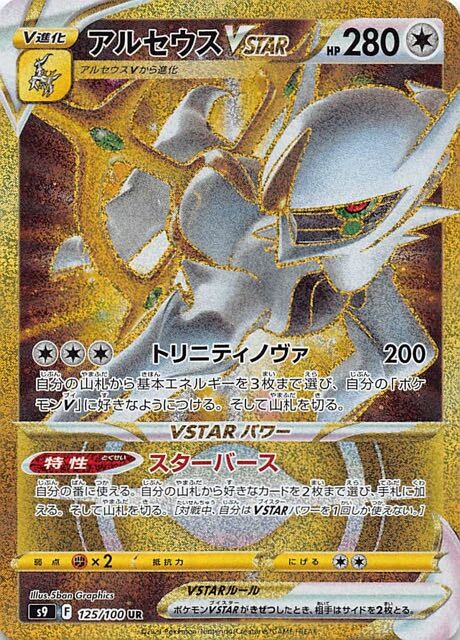 V進化
アルセウスVSTAR
HP 280
アルセウスVから進化
トリニティノヴァ 200
自分の山札から基本エネルギーを3枚まで選び、自分の「ポケ
モンV」に好きなようにつける。そして山札を切る。
VSTARパワー
特性 スターバース
自分の番に使える。自分の山札から好きなカードを2枚まで選び、手札に加
える。そして山札を切る。[対戦中、自分はVSTARパワーを1回しか使えない。]
弱点 ×2 抵抗力 にげる
Illus.5ban Graphics
VSTARルール
s9 F 125/100 UR
ポケモンVSTARがきぜつしたとき、相手はサイドを2枚とる。